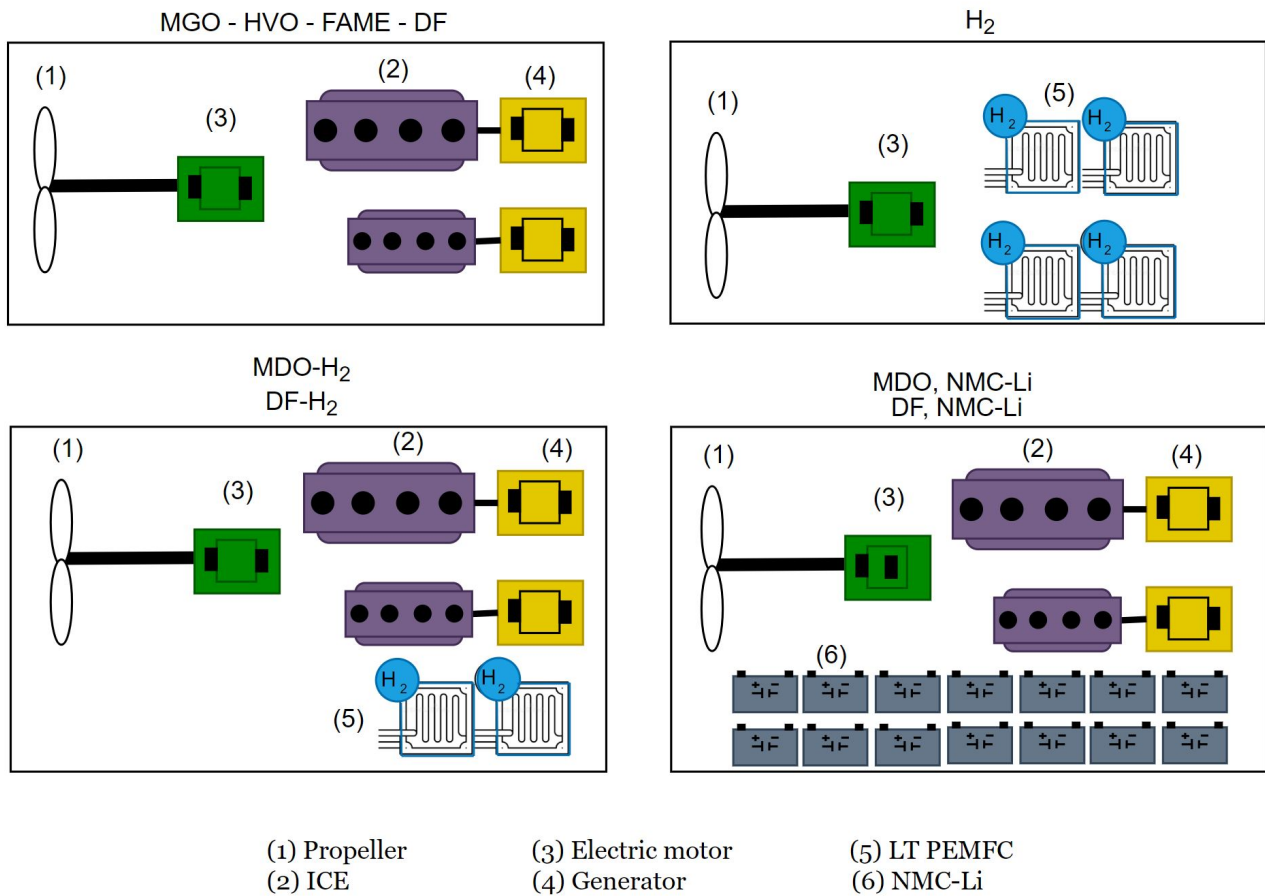 MGO - HVO - FAME - DF
(1)
(2)
(4)
(3)
H₂
(1)
(5)
(3)
H₂
H₂
H₂
H₂
MDO-H₂
DF-H₂
(1)
(2)
(4)
(3)
(5)
H₂
H₂
MDO, NMC-Li
DF, NMC-Li
(1)
(2)
(4)
(3)
(6)
+ -
+ -
+ -
+ -
+ -
+ -
+ -
+ -
+ -
+ -
+ -
+ -
+ -
+ -
(1) Propeller (3) Electric motor (5) LT PEMFC
(2) ICE (4) Generator (6) NMC-Li